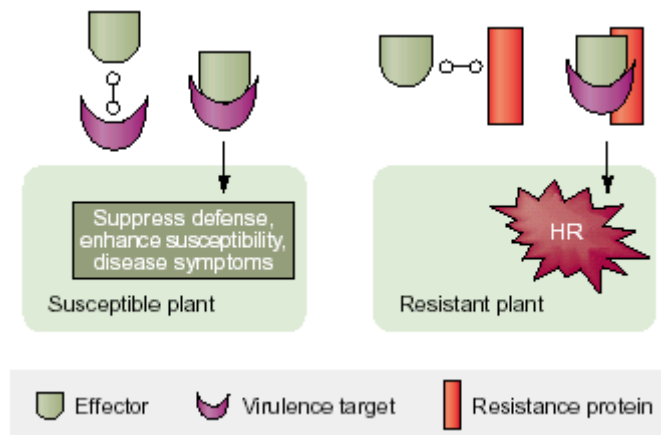 Suppress defense,
enhance susceptibility,
disease symptoms
Susceptible plant
HR
Resistant plant
Effector
Virulence target
Resistance protein